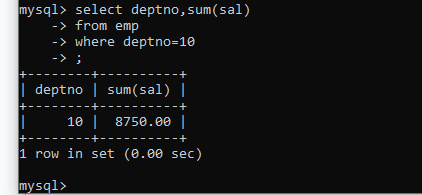 mysql> select deptno,sum(sal)
    -> from emp
    -> where deptno=10
    -> ;
+--------+----------+
| deptno | sum(sal) |
+--------+----------+
|     10 |  8750.00 |
+--------+----------+
1 row in set (0.00 sec)
mysql>